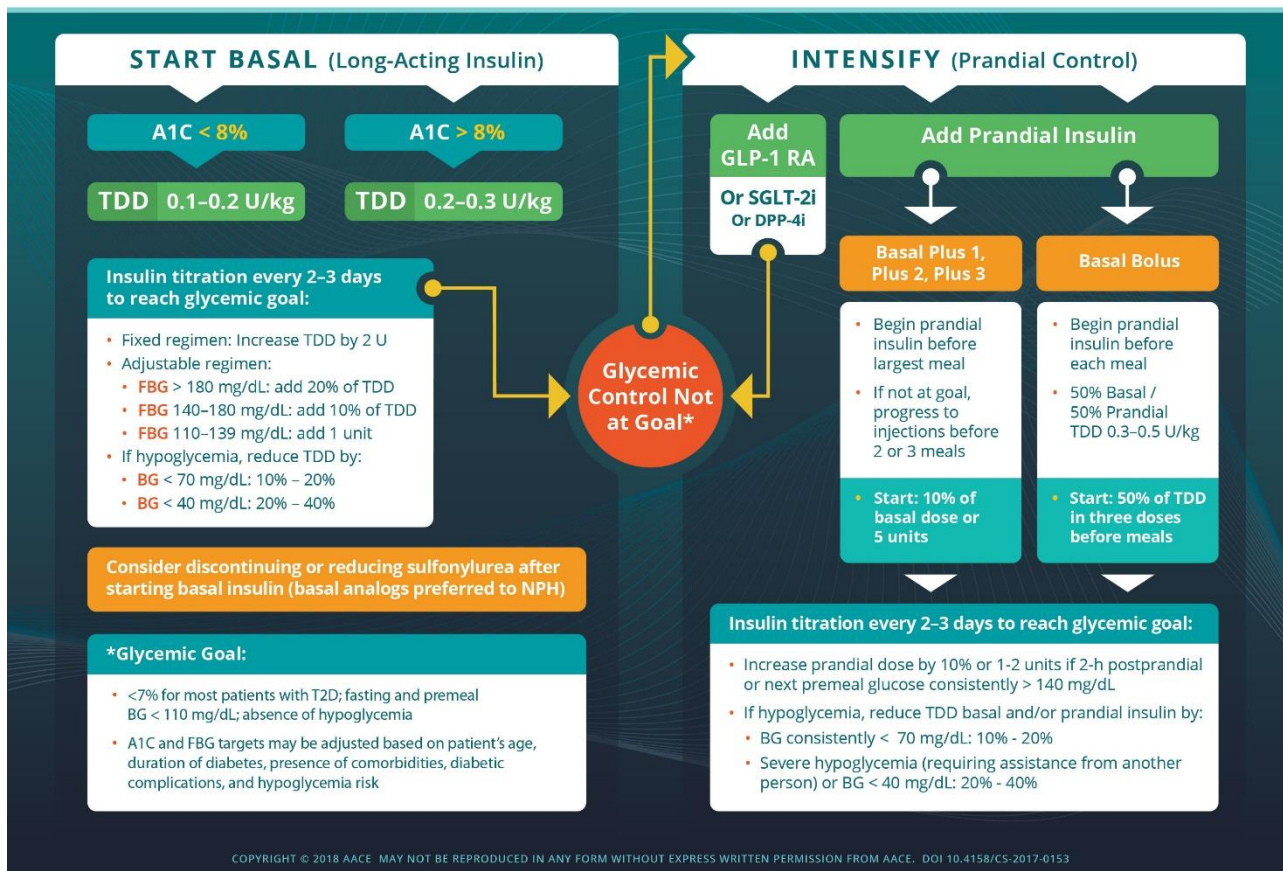 START BASAL (Long-Acting Insulin)
A1C < 8%
A1C > 8%
TDD 0.1–0.2 U/kg
TDD 0.2–0.3 U/kg
Insulin titration every 2–3 days
to reach glycemic goal:
• Fixed regimen: Increase TDD by 2 U
• Adjustable regimen:
• FBG > 180 mg/dL: add 20% of TDD
• FBG 140–180 mg/dL: add 10% of TDD
• FBG 110–139 mg/dL: add 1 unit
• If hypoglycemia, reduce TDD by:
• BG < 70 mg/dL: 10% – 20%
• BG < 40 mg/dL: 20% – 40%
Consider discontinuing or reducing sulfonylurea after
starting basal insulin (basal analogs preferred to NPH)
*Glycemic Goal:
• <7% for most patients with T2D; fasting and premeal
BG < 110 mg/dL; absence of hypoglycemia
• A1C and FBG targets may be adjusted based on patient's age,
duration of diabetes, presence of comorbidities, diabetic
complications, and hypoglycemia risk
Glycemic
Control Not
at Goal*
INTENSIFY (Prandial Control)
Add
GLP-1 RA
Or SGLT-2i
Or DPP-4i
Add Prandial Insulin
Basal Plus 1,
Plus 2, Plus 3
• Begin prandial
insulin before
largest meal
• If not at goal,
progress to
injections before
2 or 3 meals
• Start: 10% of
basal dose or
5 units
Basal Bolus
• Begin prandial
insulin before
each meal
• 50% Basal /
50% Prandial
TDD 0.3–0.5 U/kg
• Start: 50% of TDD
in three doses
before meals
Insulin titration every 2–3 days to reach glycemic goal:
• Increase prandial dose by 10% or 1-2 units if 2-h postprandial
or next premeal glucose consistently > 140 mg/dL
• If hypoglycemia, reduce TDD basal and/or prandial insulin by:
• BG consistently < 70 mg/dL: 10% - 20%
• Severe hypoglycemia (requiring assistance from another
person) or BG < 40 mg/dL: 20% - 40%
COPYRIGHT © 2018 AACE MAY NOT BE REPRODUCED IN ANY FORM WITHOUT EXPRESS WRITTEN PERMISSION FROM AACE. DOI 10.4158/CS-2017-0153